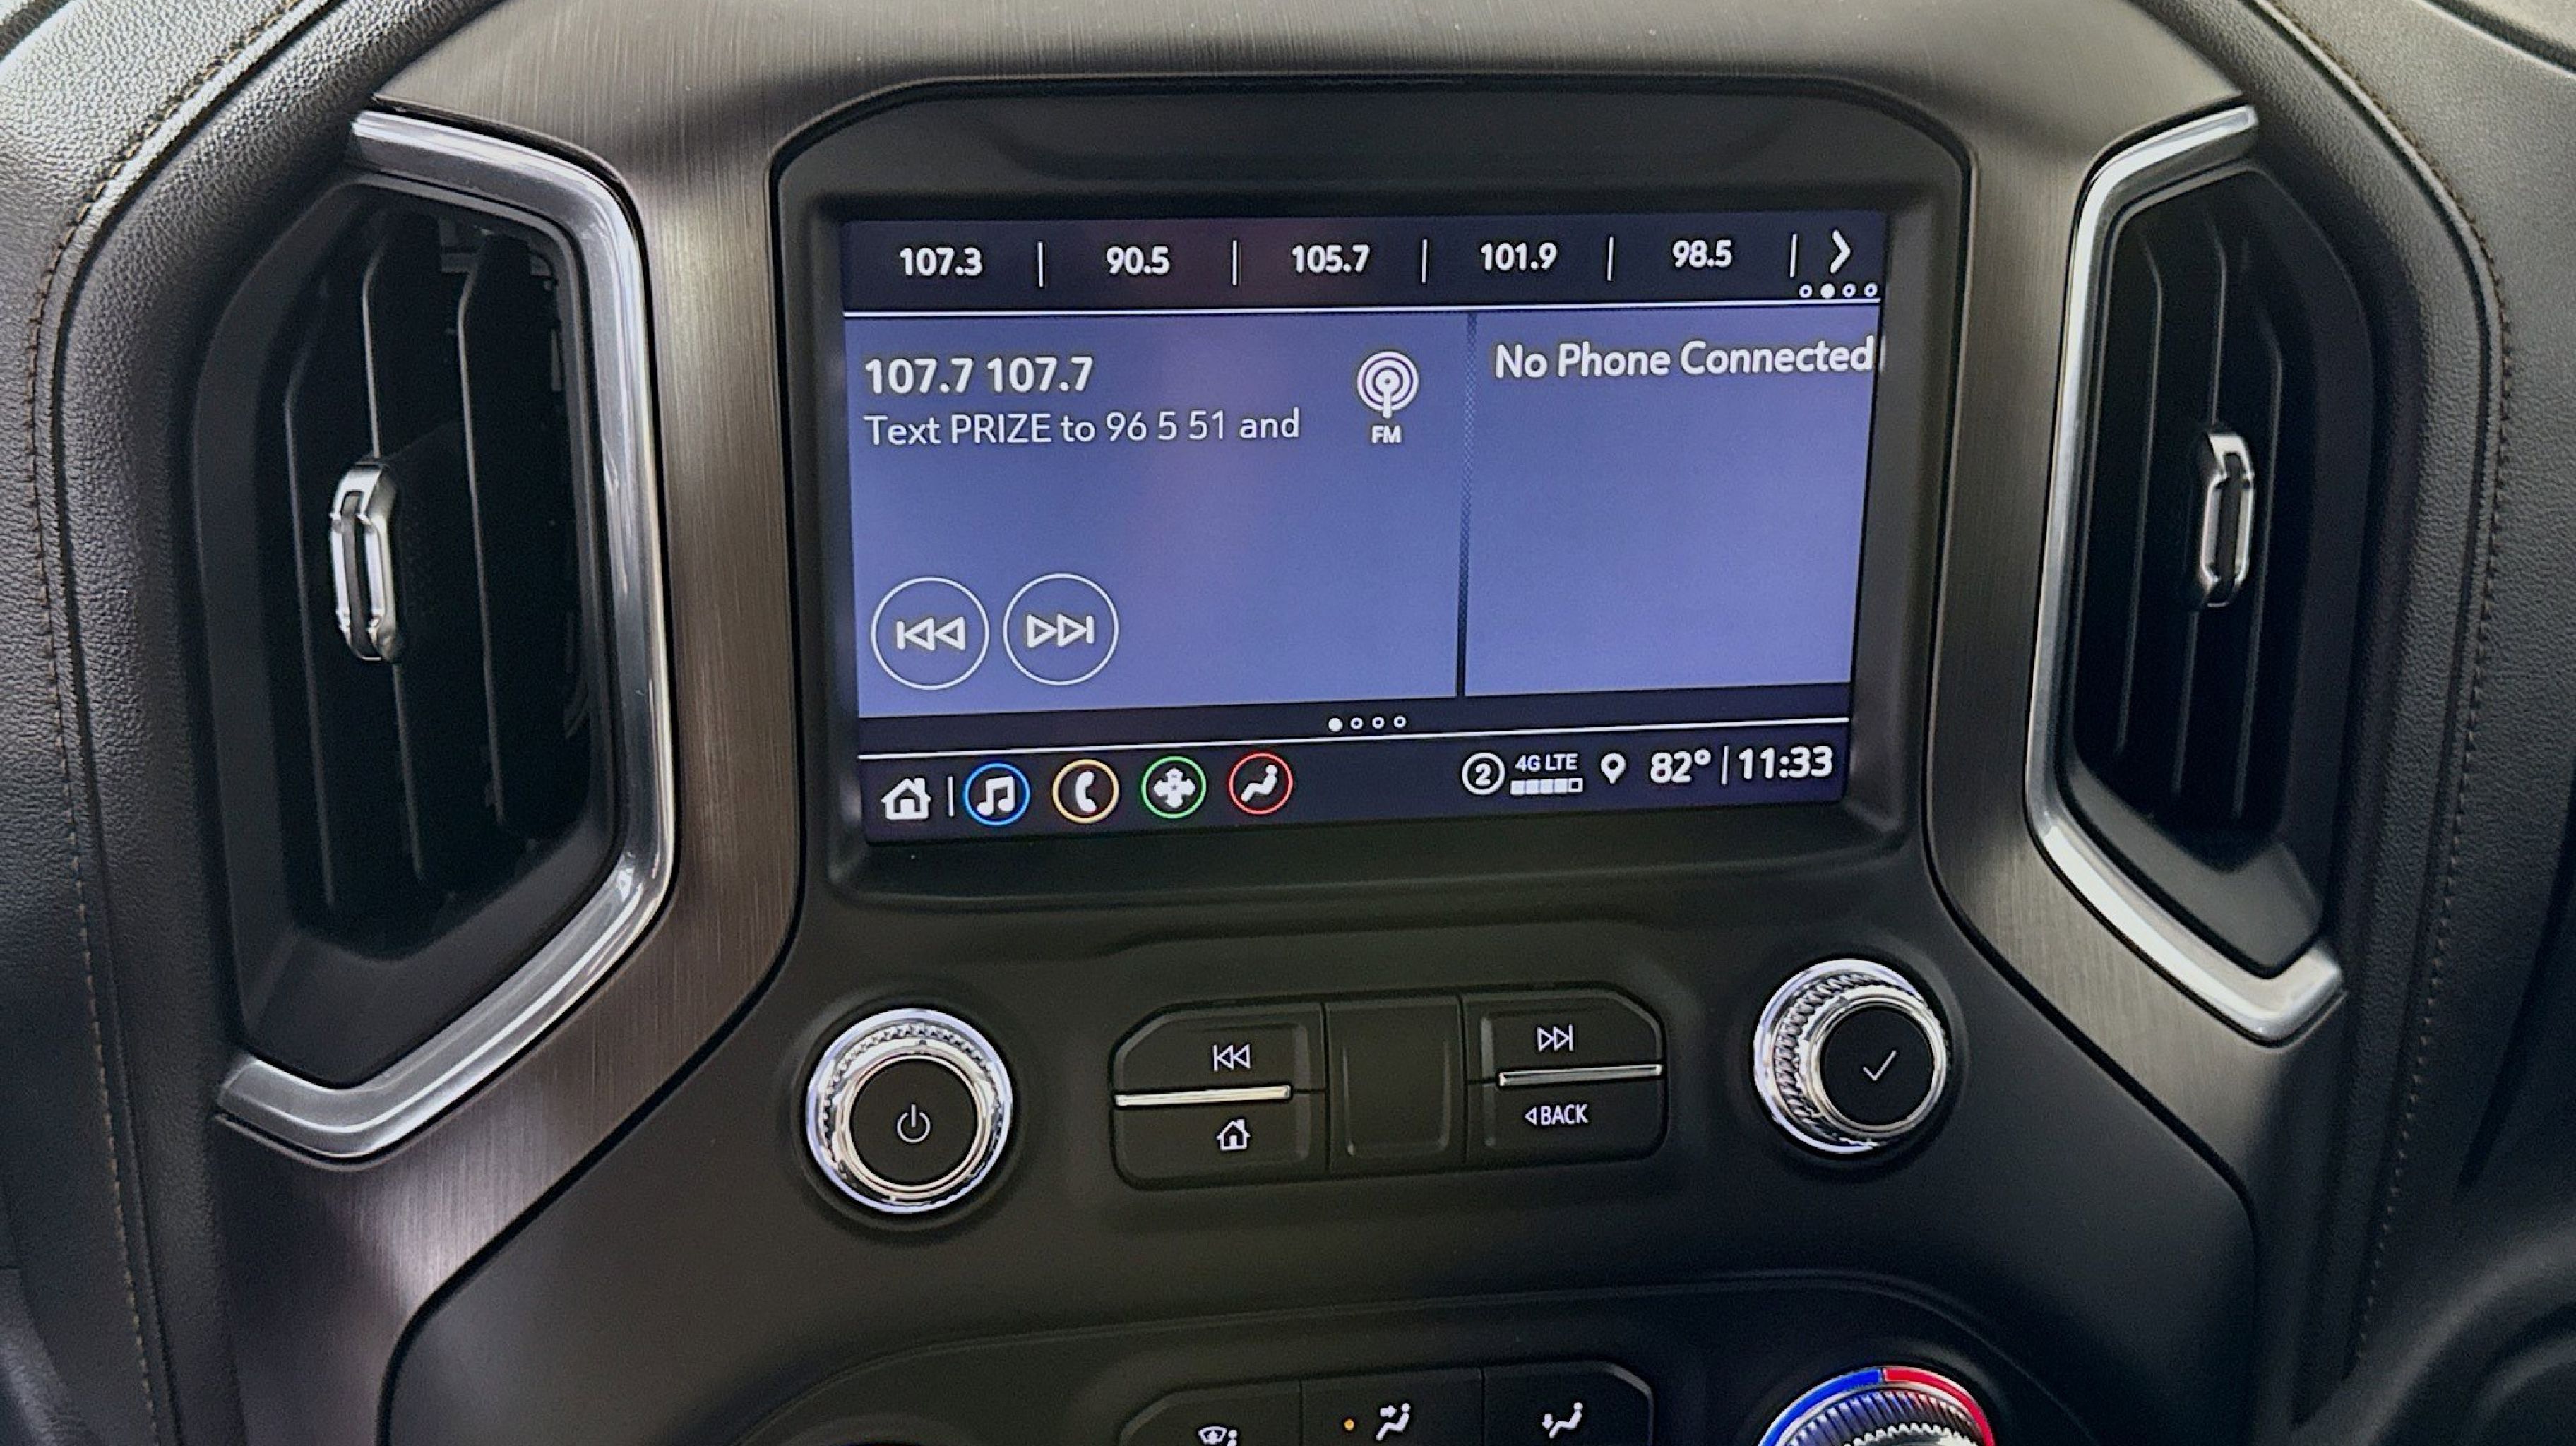 107.3 | 90.5 | 105.7 | 101.9 | 98.5 |
107.7 107.7
Text PRIZE to 96 5 51 and
FM
No Phone Connected
2 4G LTE 82° | 11:33
BACK